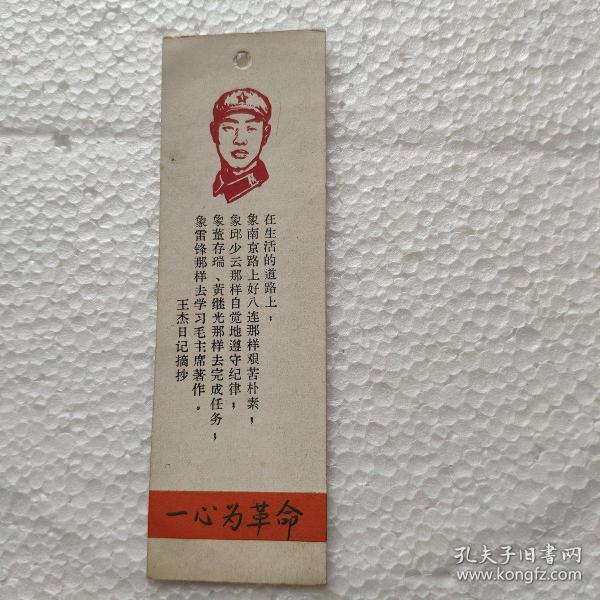 在生活的道路上，
象南京路上好八连那样艰苦朴素；
象邱少云那样自觉地遵守纪律；
象董存瑞、黄继光那样去完成任务；
象雷锋那样去学习毛主席著作。
王杰日记摘抄
一心为革命
孔夫子旧书网
www.kongfz.com